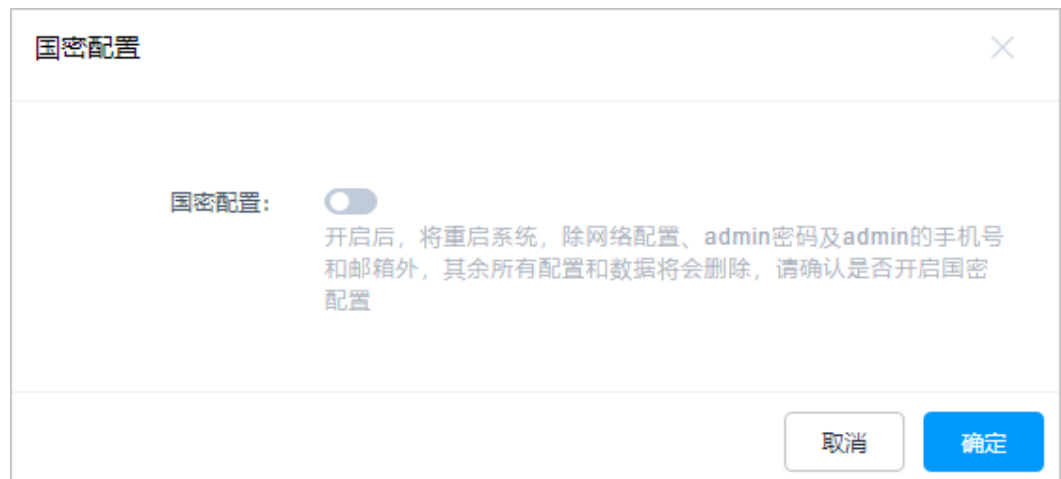 国密配置
国密配置：
开启后，将重启系统，除网络配置、admin密码及admin的手机号
和邮箱外，其余所有配置和数据将会删除，请确认是否开启国密
配置
取消
确定